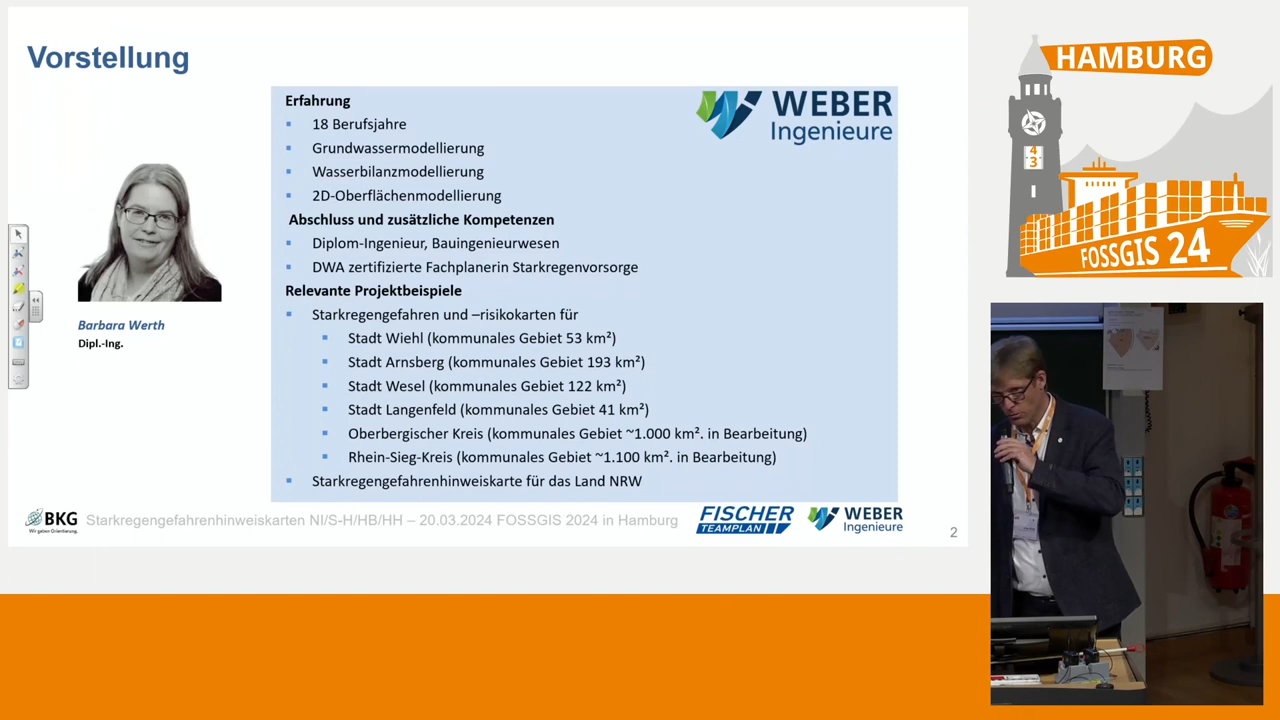 Vorstellung
Erfahrung
18 Berufsjahre
Grundwassermodellierung
Wasserbilanzmodellierung
2D-Oberflächenmodellierung
Abschluss und zusätzliche Kompetenzen
Diplom-Ingenieur, Bauingenieurwesen
DWA zertifizierte Fachplanerin Starkregenvorsorge
Relevante Projektbeispiele
Starkregengefahren und –risikokarten für
Stadt Wiehl (kommunales Gebiet 53 km²)
Stadt Arnsberg (kommunales Gebiet 193 km²)
Stadt Wesel (kommunales Gebiet 122 km²)
Stadt Langenfeld (kommunales Gebiet 41 km²)
Oberbergischer Kreis (kommunales Gebiet ~1.000 km². in Bearbeitung)
Rhein-Sieg-Kreis (kommunales Gebiet ~1.100 km². in Bearbeitung)
Starkregengefahrenhinweiskarte für das Land NRW
WEBER
Ingenieure
Barbara Werth
Dipl.-Ing.
BKG
Wir geben Orientierung.
Starkregengefahrenhinweiskarten NI/S-H/HB/HH – 20.03.2024 FOSSGIS 2024 in Hamburg
FISCHER
TEAMPLAN
WEBER
Ingenieure
2
HAMBURG
4
3
FOSSGIS 24